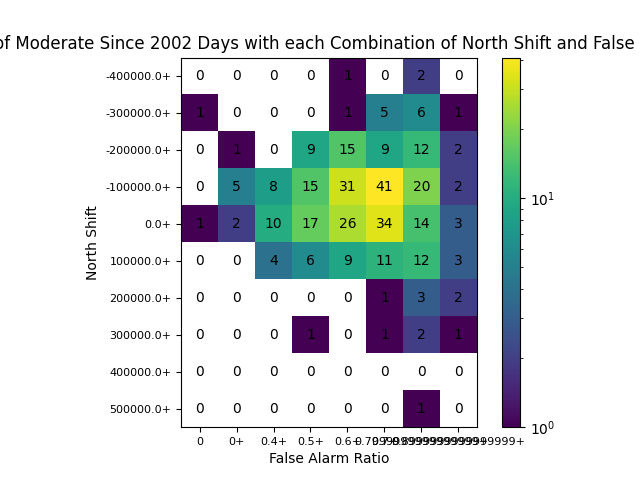 of Moderate Since 2002 Days with each Combination of North Shift and False
-400000.0+ 0 0 0 0 1 0 2 0
-300000.0+ 1 0 0 0 1 5 6 1
-200000.0+ 0 1 0 9 15 9 12 2
-100000.0+ 0 5 8 15 31 41 20 2
0.0+ 1 2 10 17 26 34 14 3
100000.0+ 0 0 4 6 9 11 12 3
200000.0+ 0 0 0 0 0 1 3 2
300000.0+ 0 0 0 1 0 1 2 1
400000.0+ 0 0 0 0 0 0 0 0
500000.0+ 0 0 0 0 0 0 1 0
0 0+ 0.4+ 0.5+ 0.6+
False Alarm Ratio
North Shift
10^1
10^0